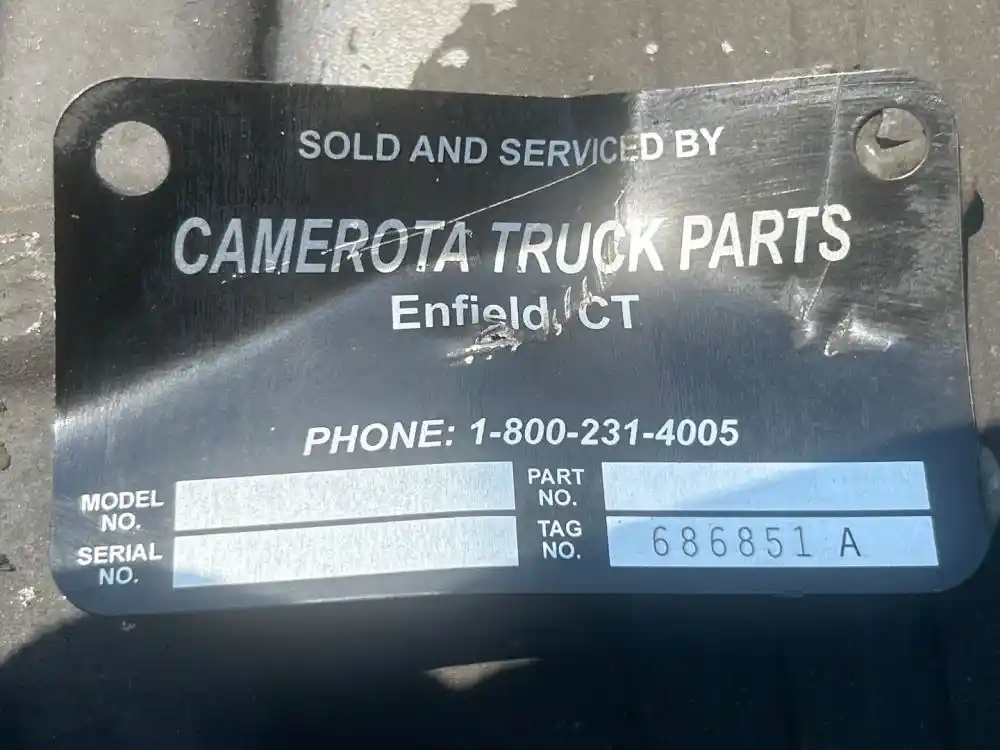 SOLD AND SERVICED BY
CAMEROTA TRUCK PARTS
Enfield, CT
PHONE: 1-800-231-4005
MODEL NO.
PART NO.
SERIAL NO.
TAG NO. 686851 A